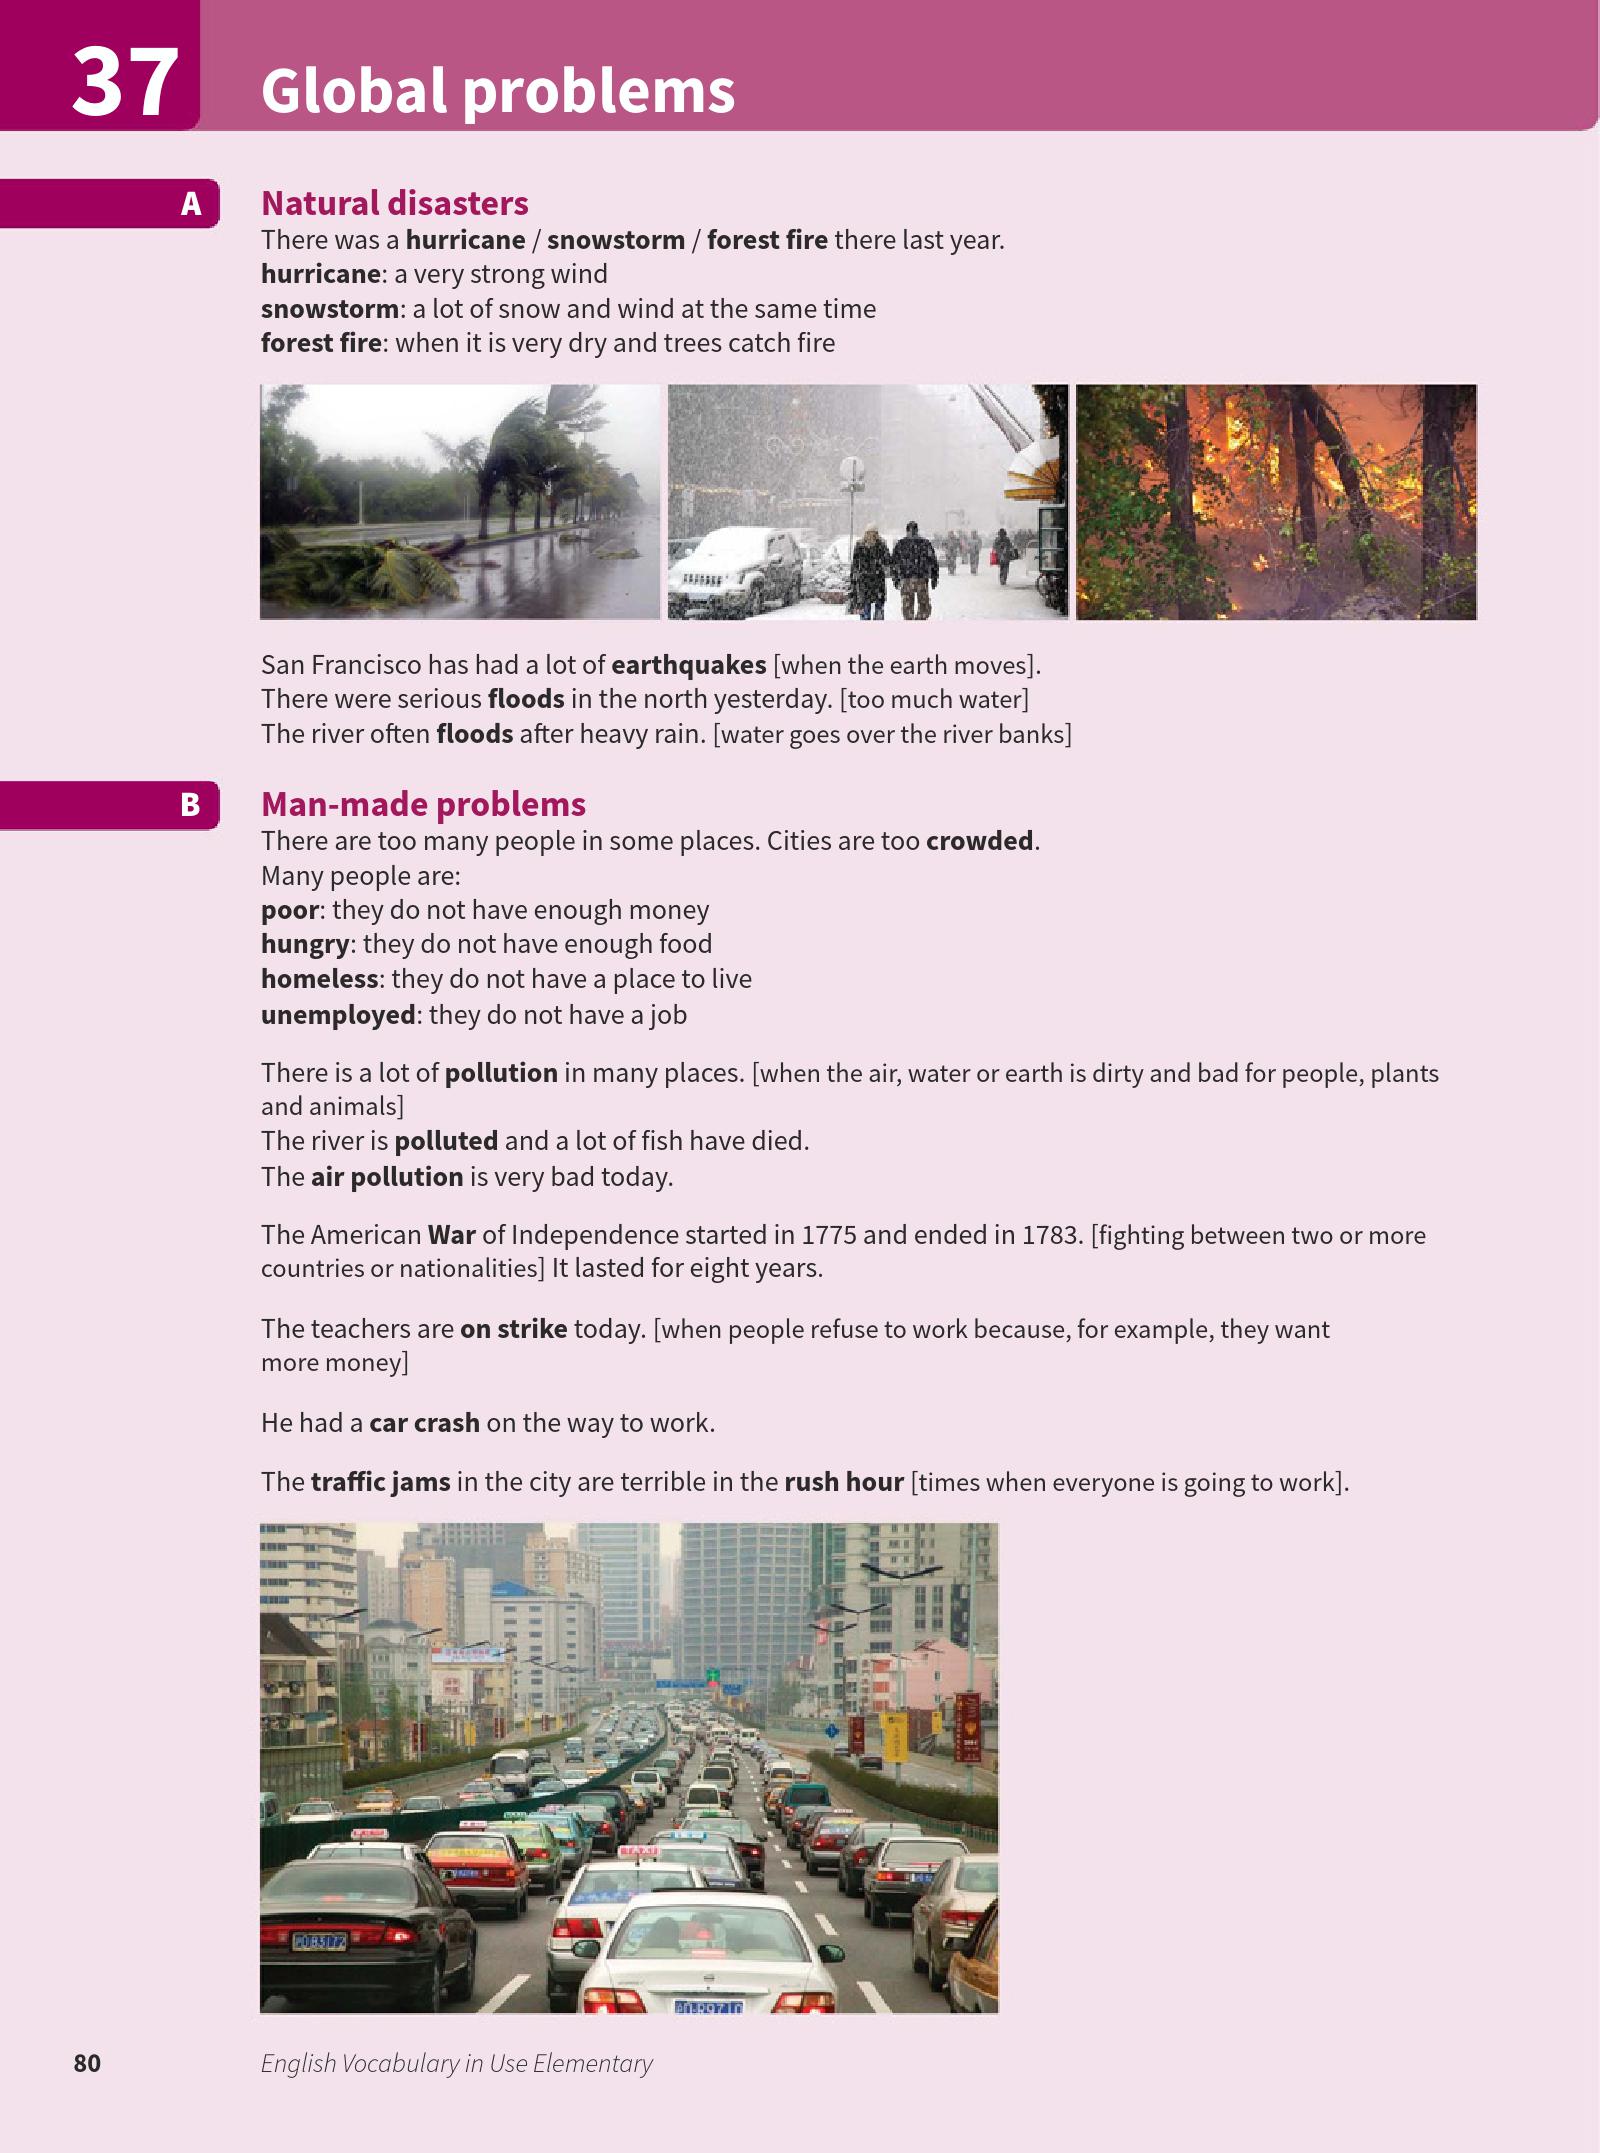 37
Global problems
A
Natural disasters
There was a hurricane / snowstorm / forest fire there last year.
hurricane: a very strong wind
snowstorm: a lot of snow and wind at the same time
forest fire: when it is very dry and trees catch fire
San Francisco has had a lot of earthquakes [when the earth moves].
There were serious floods in the north yesterday. [too much water]
The river often floods after heavy rain. [water goes over the river banks]
B
Man-made problems
There are too many people in some places. Cities are too crowded.
Many people are:
poor: they do not have enough money
hungry: they do not have enough food
homeless: they do not have a place to live
unemployed: they do not have a job
There is a lot of pollution in many places. [when the air, water or earth is dirty and bad for people, plants
and animals]
The river is polluted and a lot of fish have died.
The air pollution is very bad today.
The American War of Independence started in 1775 and ended in 1783. [fighting between two or more
countries or nationalities] It lasted for eight years.
The teachers are on strike today. [when people refuse to work because, for example, they want
more money]
He had a car crash on the way to work.
The traffic jams in the city are terrible in the rush hour [times when everyone is going to work].
TAXI
80
English Vocabulary in Use Elementary